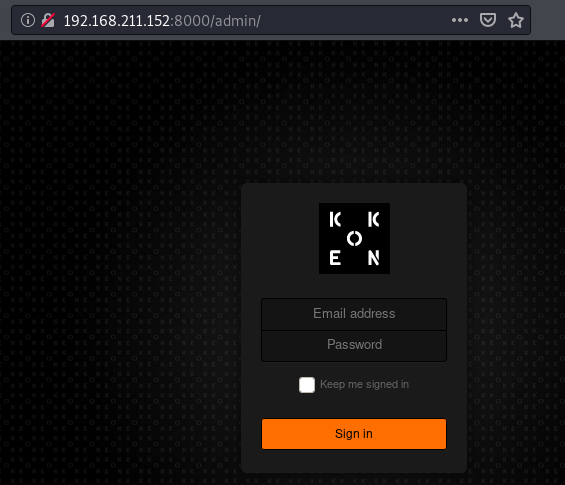 192.168.211.152:8000/admin/
K K
O
E N
Email address
Password
Keep me signed in
Sign in